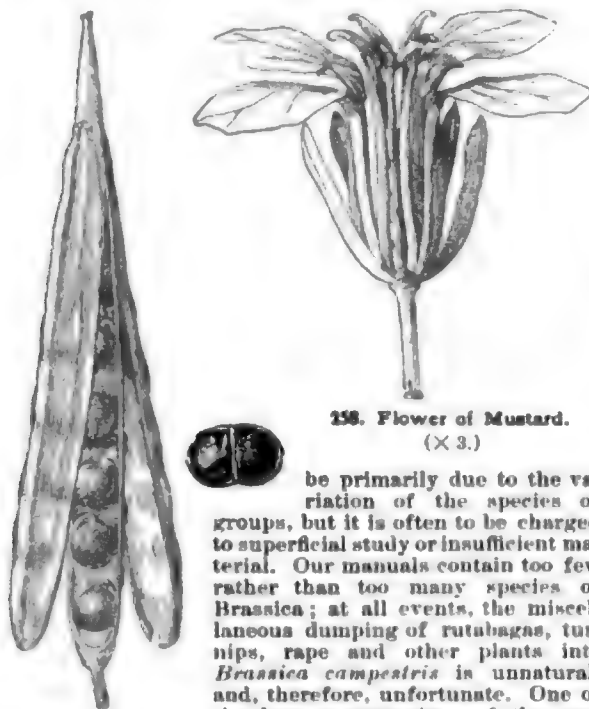 258. Flower of Mustard.
(× 3.)
be primarily due to the va
riation of the species o
groups, but it is often to be charged
to superficial study or insufficient ma
terial. Our manuals contain too few
rather than too many species o
Brassica; at all events, the miscel
laneous dumping of rutabagas, tur
nips, rape and other plants int
Brassica campestris is unnatural
and, therefore, unfortunate. One o